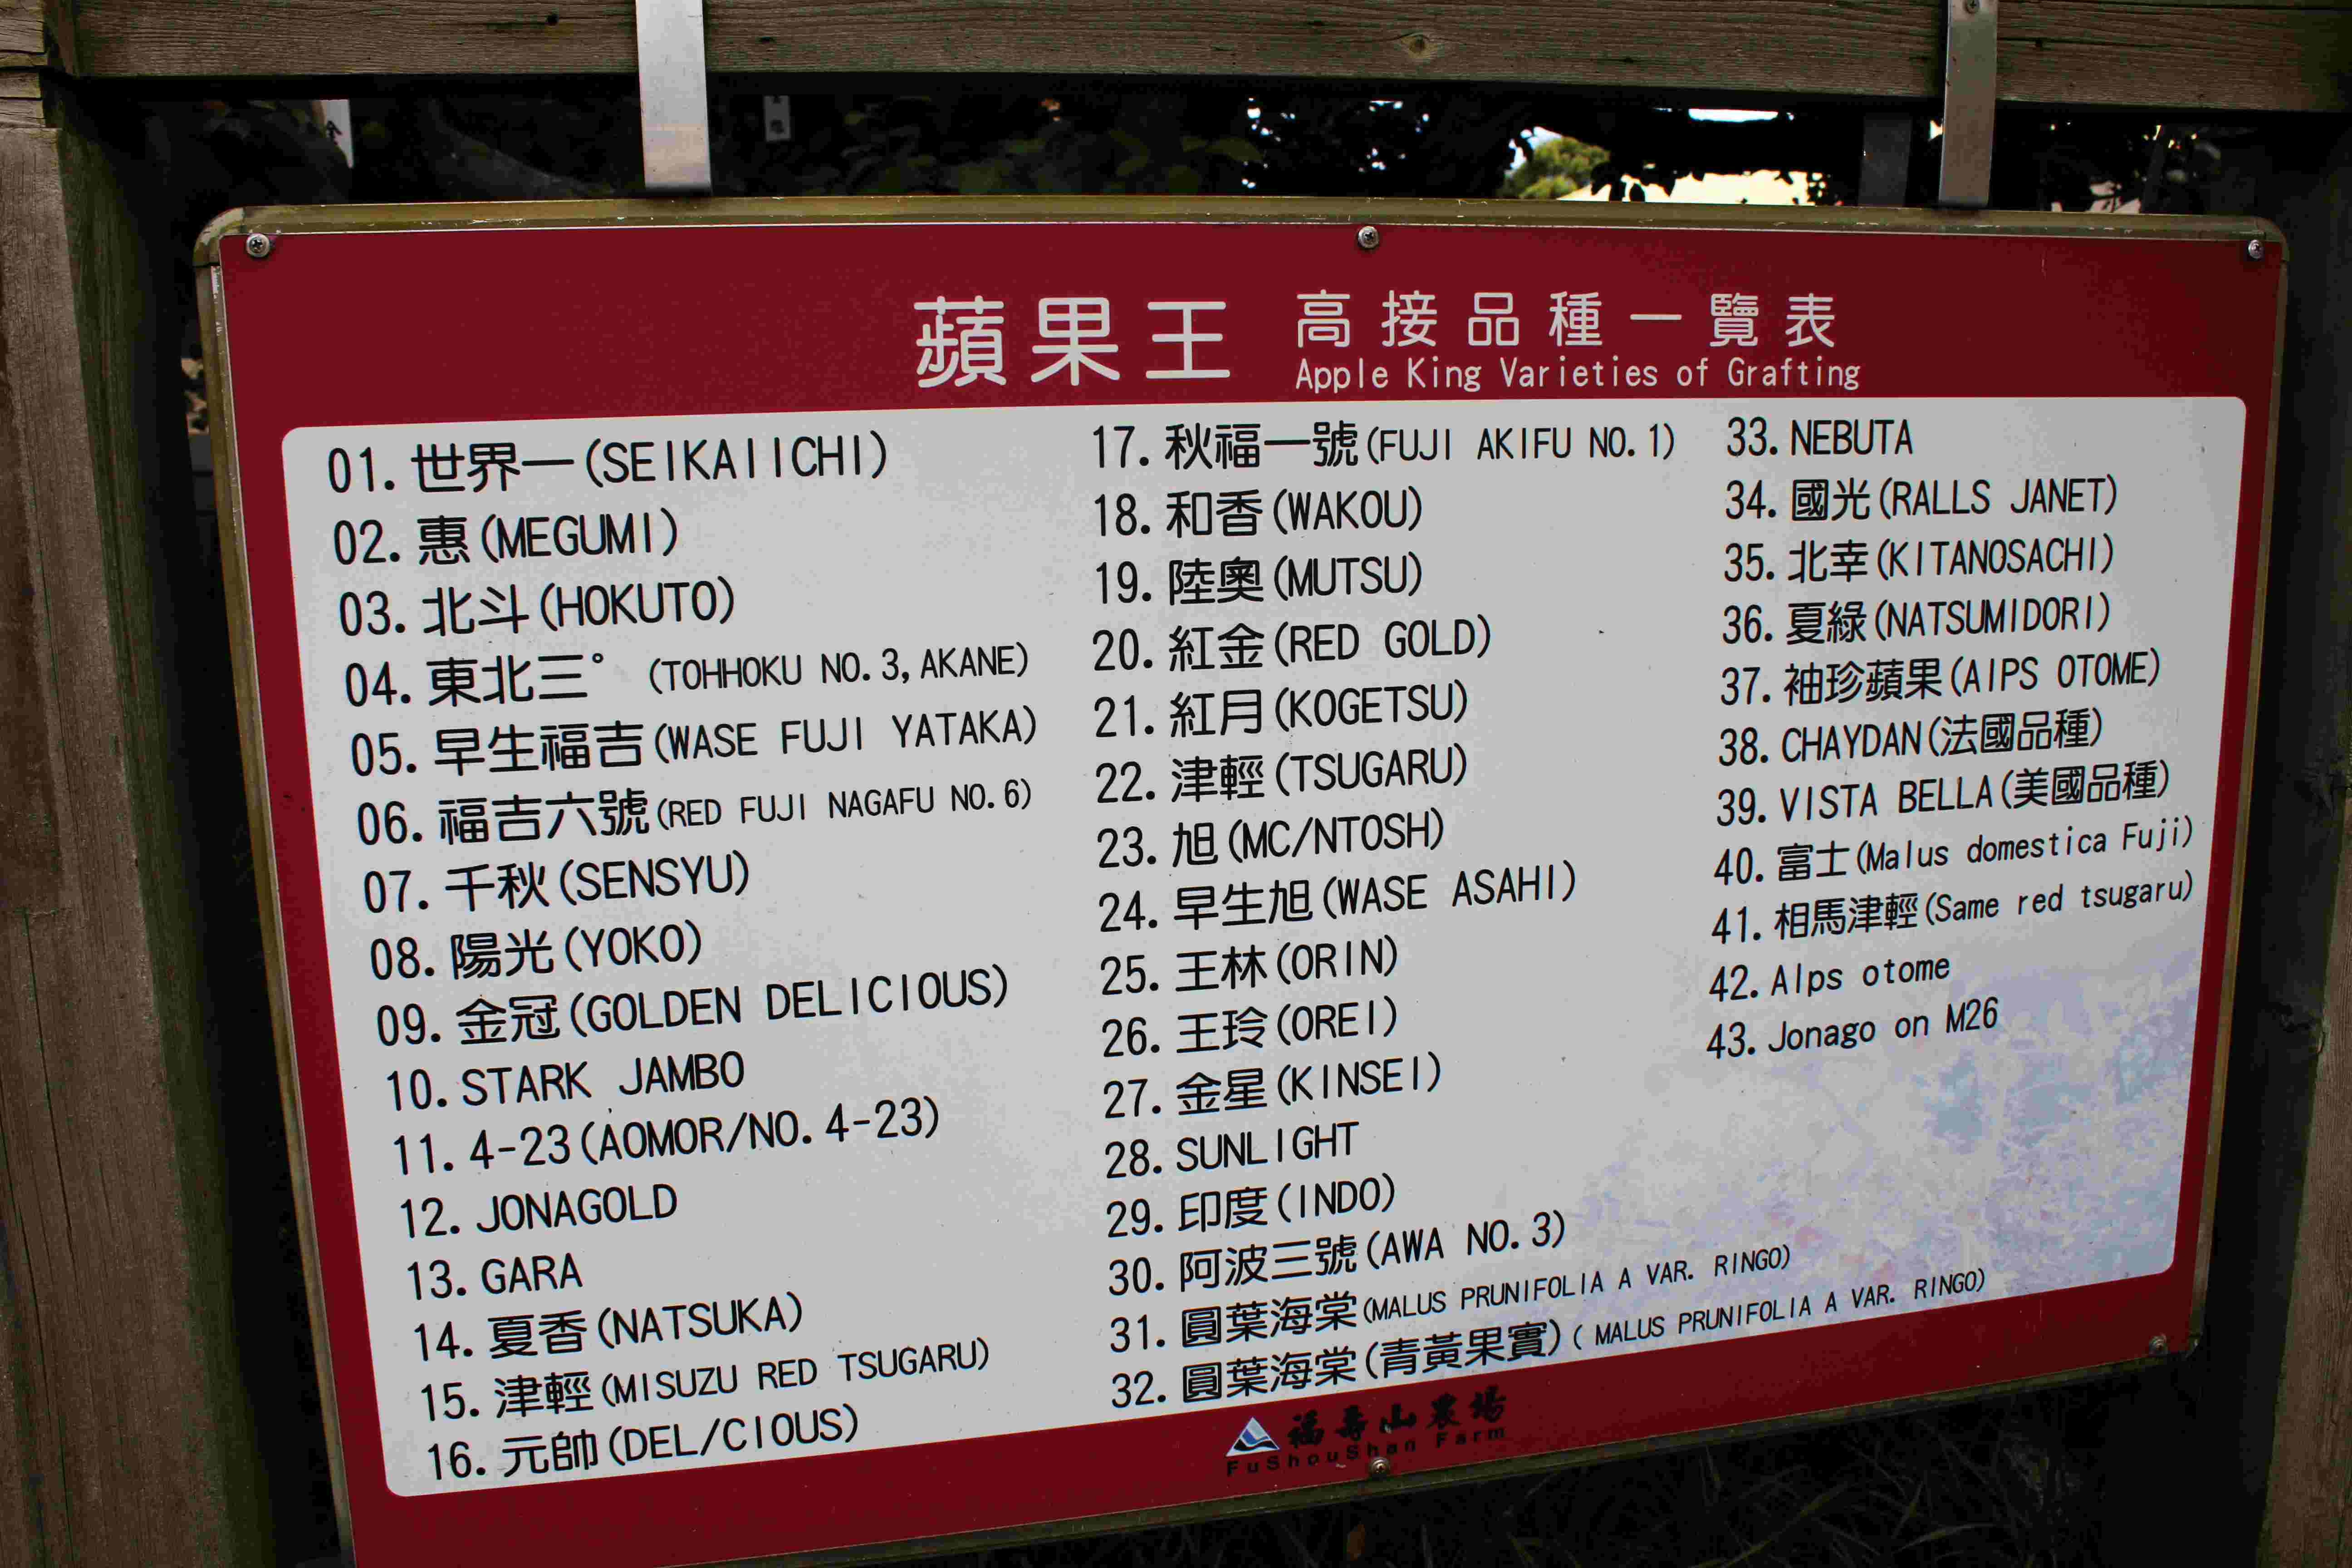 蘋果王 高接品種一覽表
Apple King Varieties of Grafting
01. 世界一(SEIKAIICHI)
02. 惠(MEGUMI)
03. 北斗(HOKUTO)
04. 東北三° (TOHHOKU NO.3,AKANE)
05. 早生福吉(WASE FUJI YATAKA)
06. 福吉六號(RED FUJI NAGAFU NO.6)
07. 千秋(SENSYU)
08. 陽光(YOKO)
09. 金冠(GOLDEN DELICIOUS)
10. STARK JAMBO
11. 4-23(AOMOR/NO.4-23)
12. JONAGOLD
13. GARA
14. 夏香(NATSUKA)
15. 津輕(MISUZU RED TSUGARU)
16. 元帥(DEL/CIOUS)
17. 秋福一號(FUJI AKIFU NO.1)
18. 和香(WAKOU)
19. 陸奧(MUTSU)
20. 紅金(RED GOLD)
21. 紅月(KOGETSU)
22. 津輕(TSUGARU)
23. 旭(MC/NTOSH)
24. 早生旭(WASE ASAHI)
25. 王林(ORIN)
26. 王玲(OREI)
27. 金星(KINSEI)
28. SUNLIGHT
29. 印度(INDO)
30. 阿波三號(AWA NO.3)
31. 圓葉海棠(MALUS PRUNIFOLIA A VAR. RINGO)
32. 圓葉海棠(青黃果實)( MALUS PRUNIFOLIA A VAR. RINGO)
33. NEBUTA
34. 國光(RALLS JANET)
35. 北幸(KITANOSACHI)
36. 夏綠(NATSUMIDORI)
37. 袖珍蘋果(AIPS OTOME)
38. CHAYDAN(法國品種)
39. VISTA BELLA(美國品種)
40. 富士(Malus domestica Fuji)
41. 相馬津輕(Same red tsugaru)
42. Alps otome
43. Jonago on M26
福壽山農場
FuShouShan Farm